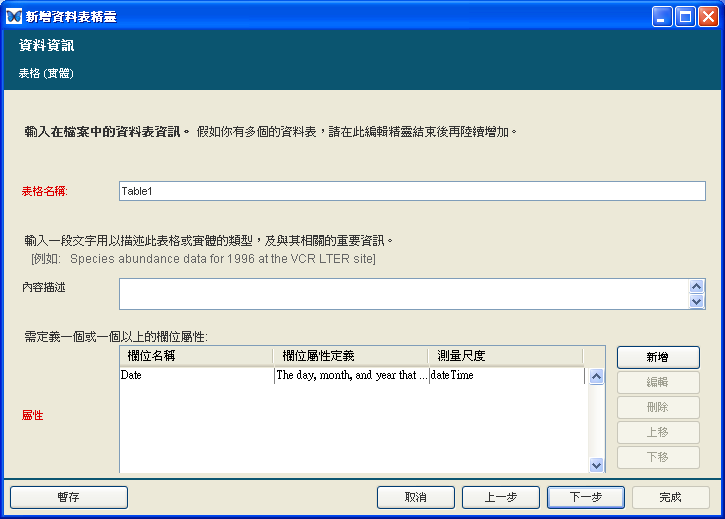 新增資料表精靈
資料資訊
表格 (實體)
輸入在檔案中的資料表資訊。 假如你有多個的資料表，請在此編輯精靈結束後再陸續增加。
表格名稱: Table1
輸入一段文字用以描述此表格或實體的類型，及與其相關的重要資訊。
[例如: Species abundance data for 1996 at the VCR LTER site]
內容描述
需定義一個或一個以上的欄位屬性:
欄位名稱 欄位屬性定義 測量尺度
Date The day, month, and year that ... dateTime
屬性
新增
編輯
刪除
上移
下移
暫存 取消 上一步 下一步 完成